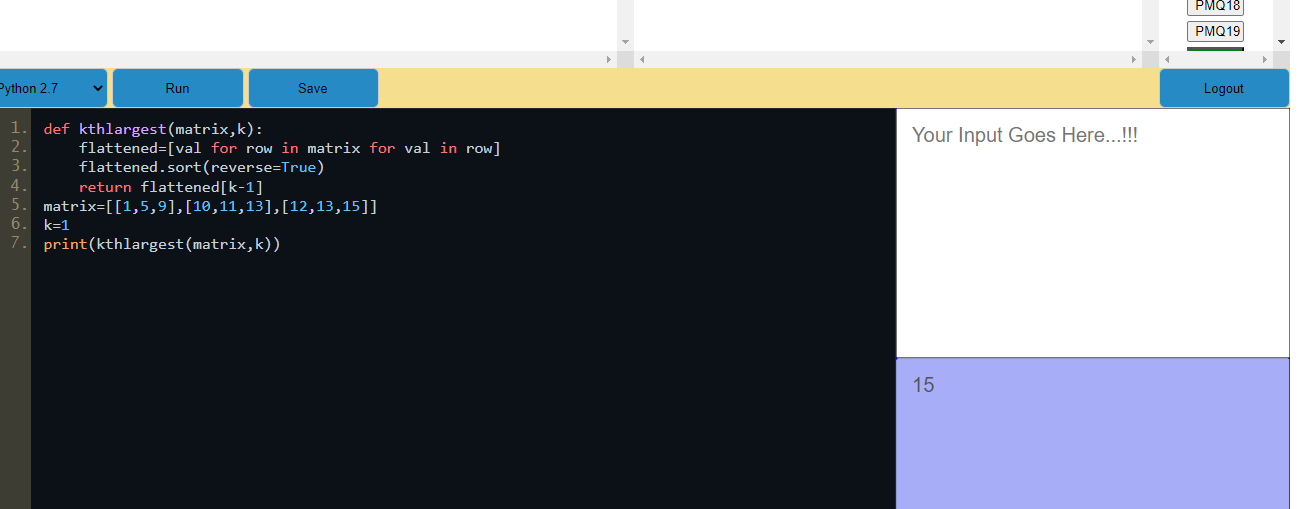 PMQ18
PMQ19
Python 2.7
Run
Save
Logout
1. def kthlargest(matrix,k):
2.     flattened=[val for row in matrix for val in row]
3.     flattened.sort(reverse=True)
4.     return flattened[k-1]
5. matrix=[[1,5,9],[10,11,13],[12,13,15]]
6. k=1
7. print(kthlargest(matrix,k))
Your Input Goes Here...!!!
15